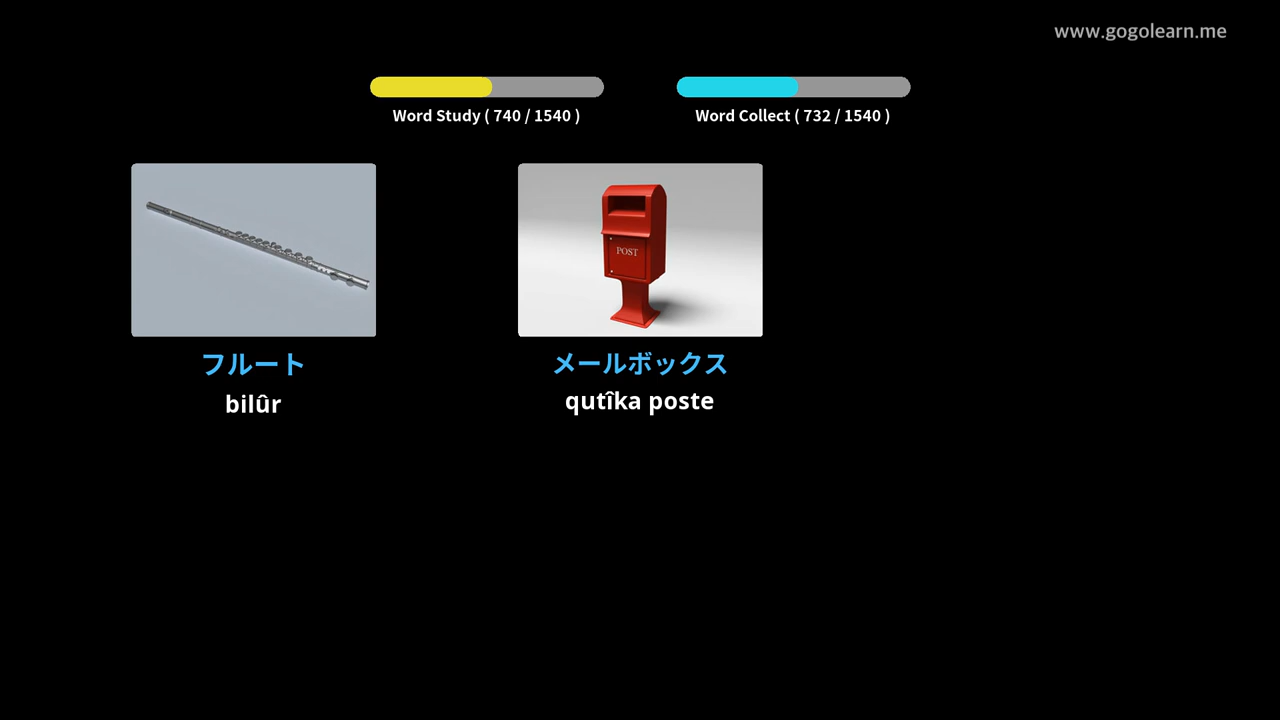 www.gogolearn.me
Word Study ( 740 / 1540 )
Word Collect ( 732 / 1540 )
POST
フルート
bilûr
メールボックス
qutîka poste